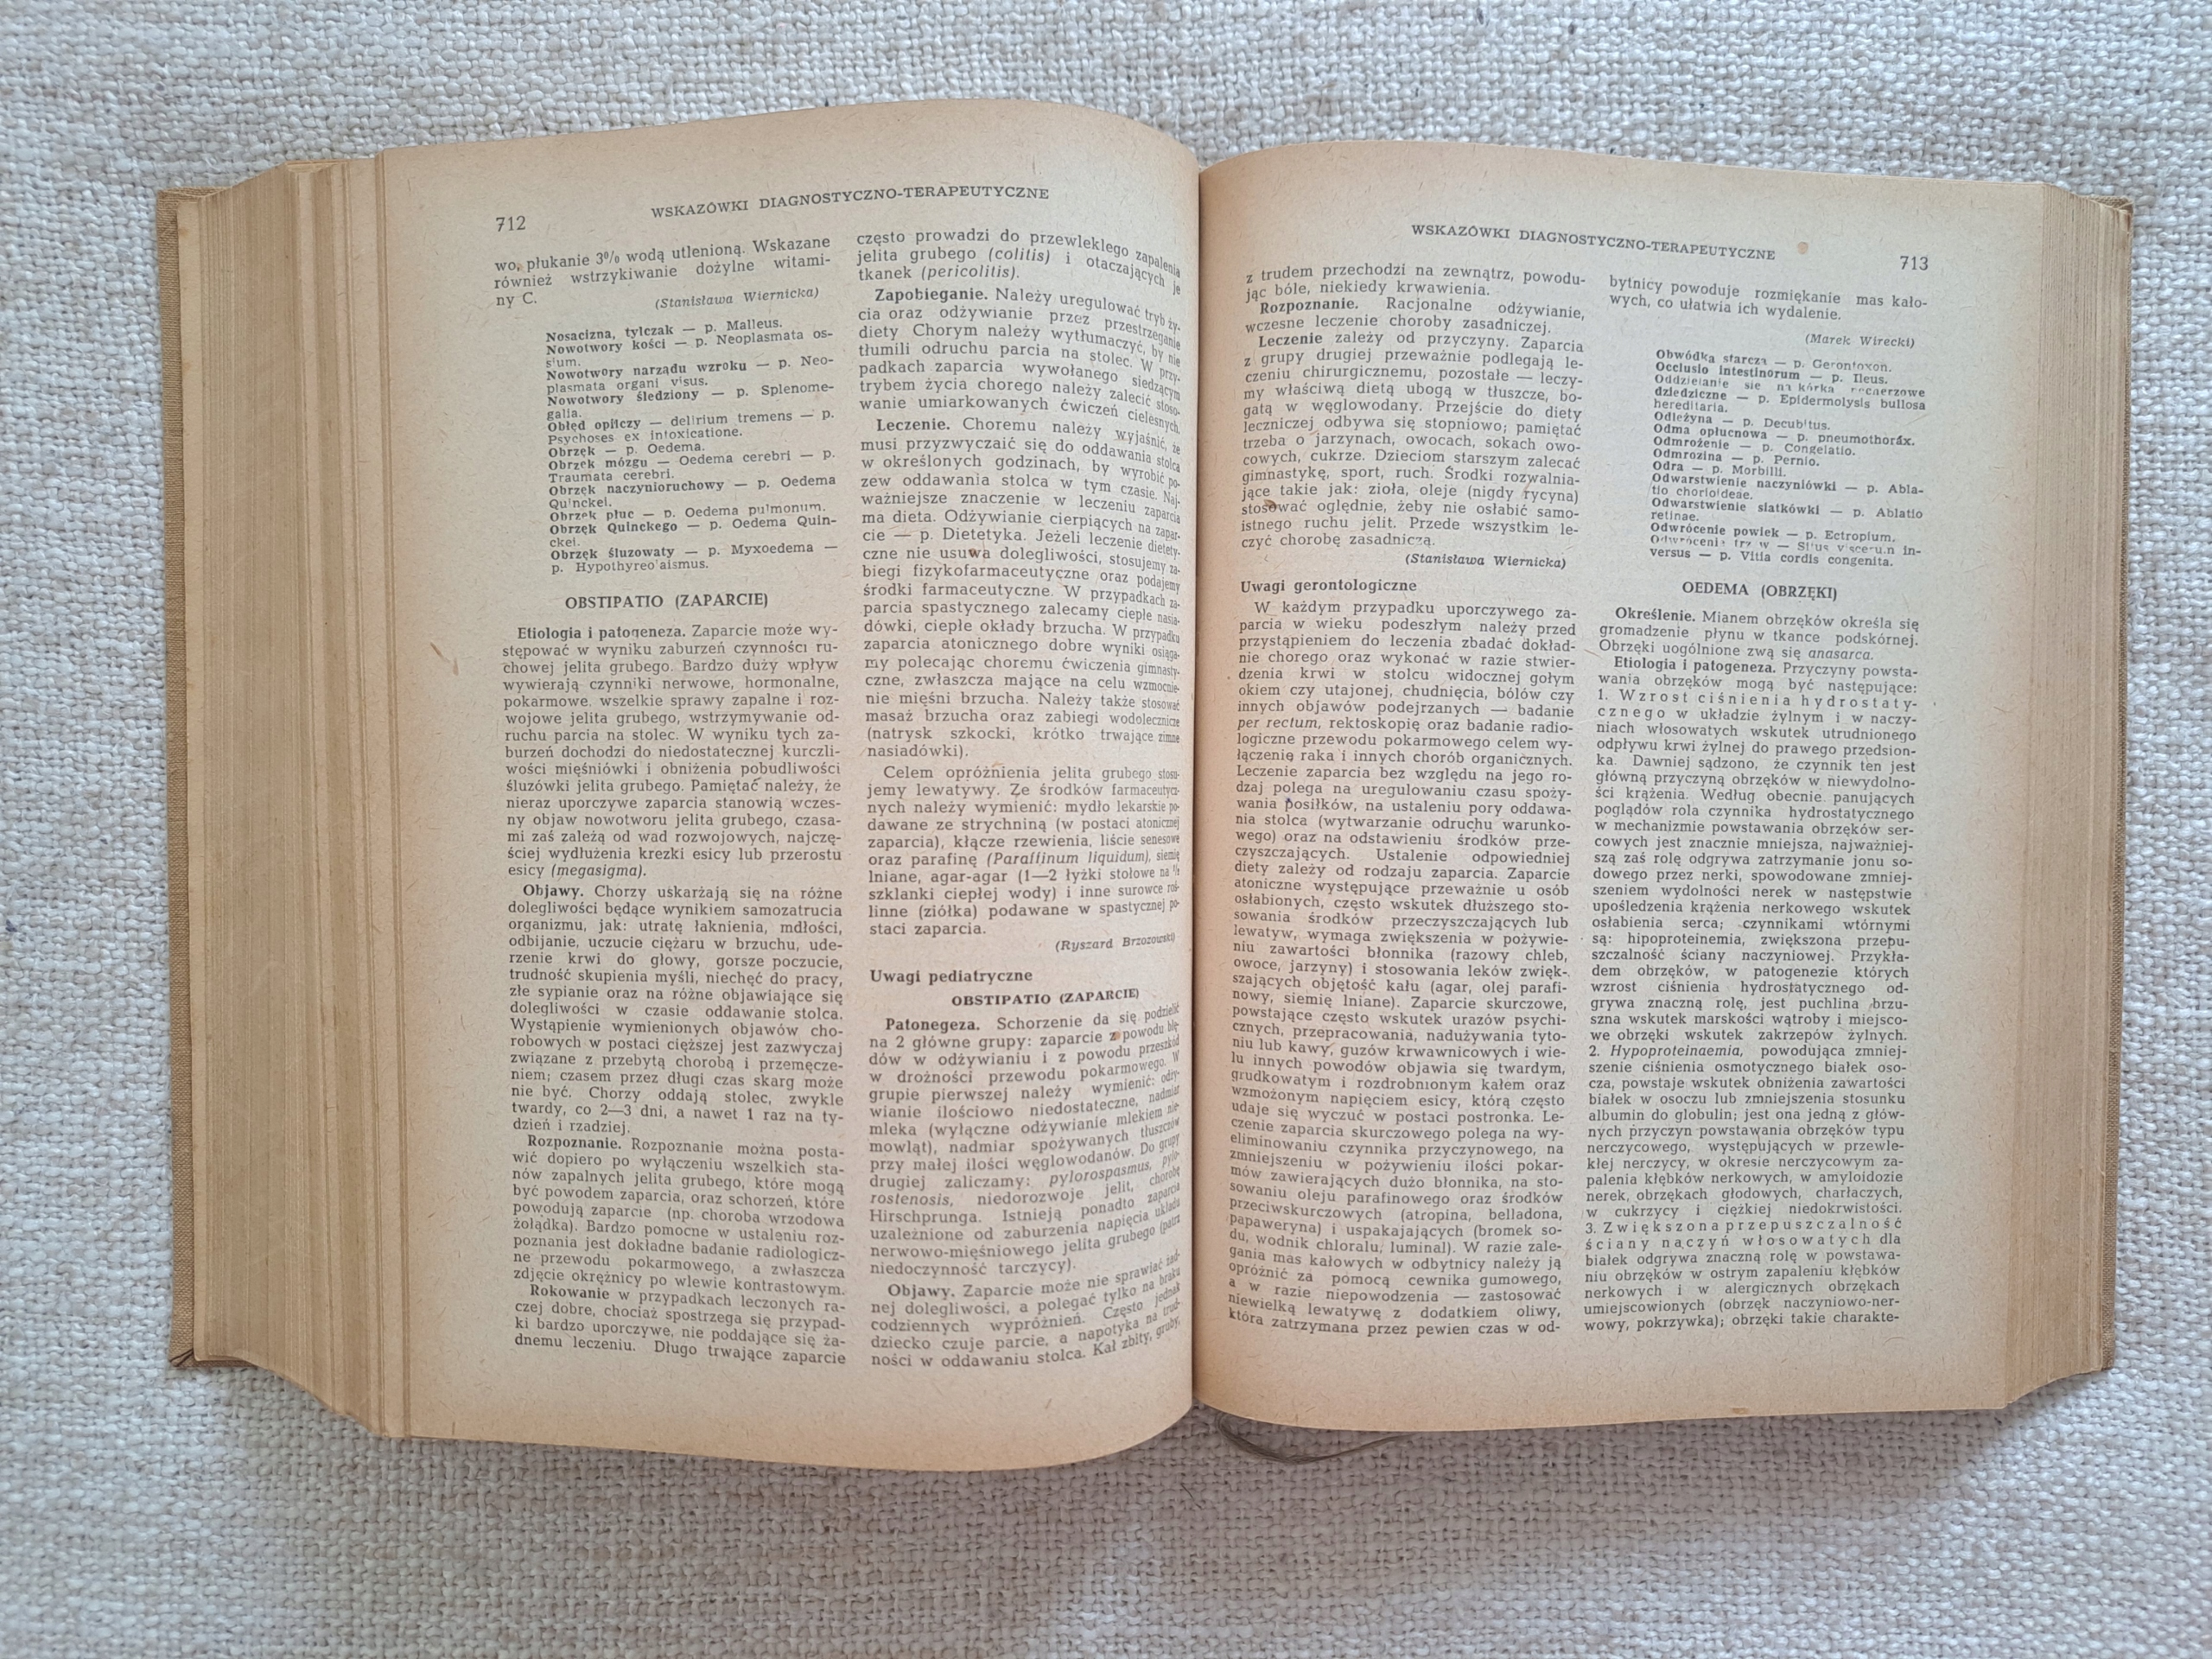 712
WSKAZÓWKI DIAGNOSTYCZNO-TERAPEUTYCZNE
wo, płukanie 3% wodą utlenioną. Wskazane
również wstrzykiwanie dożylne witami-
ny C.
(Stanisława Wiernicka)
Nosacizna, tylczak — p. Malleus.
Nowotwory kości — p. Neoplasmata os-
sium.
Nowotwory narządu wzroku — p. Neo-
plasmata organi visus.
Nowotwory śledziony — p. Splenome-
galia.
Obłęd opilczy — delirium tremens — p.
Psychoses ex intoxicatione.
Obrzęk — p. Oedema.
Obrzęk mózgu — Oedema cerebri — p.
Traumata cerebri.
Obrzęk naczynioruchowy — p. Oedema
Quinckei.
Obrzęk płuc — p. Oedema pulmonum.
Obrzęk Quinckego — p. Oedema Quin-
ckei.
Obrzęk śluzowaty — p. Myxoedema —
p. Hypothyreoidismus.
OBSTIPATIO (ZAPARCIE)
Etiologia i patogeneza. Zaparcie może wy-
stępować w wyniku zaburzeń czynności ru-
chowej jelita grubego. Bardzo duży wpływ
wywierają czynniki nerwowe, hormonalne,
pokarmowe, wszelkie sprawy zapalne i roz-
wojowe jelita grubego, wstrzymywanie od-
ruchu parcia na stolec. W wyniku tych za-
burzeń dochodzi do niedostatecznej kurczli-
wości mięśniówki i obniżenia pobudliwości
śluzówki jelita grubego. Pamiętać należy, że
nieraz uporczywe zaparcia stanowią wczes-
ny objaw nowotworu jelita grubego, czasa-
mi zaś zależą od wad rozwojowych, najczę-
ściej wydłużenia krezki esicy lub przerostu
esicy (megasigma).
Objawy. Chorzy uskarżają się na różne
dolegliwości będące wynikiem samozatrucia
organizmu, jak: utratę łaknienia, mdłości,
odbijanie, uczucie ciężaru w brzuchu, ude-
rzenie krwi do głowy, gorsze poczucie,
trudność skupienia myśli, niechęć do pracy,
złe sypianie oraz na różne objawiające się
dolegliwości w czasie oddawanie stolca.
Wystąpienie wymienionych objawów cho-
robowych w postaci cięższej jest zazwyczaj
związane z przebytą chorobą i przemęcze-
niem; czasem przez długi czas skarg może
nie być. Chorzy oddają stolec, zwykle
twardy, co 2—3 dni, a nawet 1 raz na ty-
dzień i rzadziej.
Rozpoznanie. Rozpoznanie można posta-
wić dopiero po wyłączeniu wszelkich sta-
nów zapalnych jelita grubego, które mogą
być powodem zaparcia, oraz schorzeń, które
powodują zaparcie (np. choroba wrzodowa
żołądka). Bardzo pomocne w ustaleniu roz-
poznania jest dokładne badanie radiologicz-
ne przewodu pokarmowego, a zwłaszcza
zdjęcie okrężnicy po wlewie kontrastowym.
Rokowanie w przypadkach leczonych ra-
czej dobre, chociaż spostrzega się przypad-
ki bardzo uporczywe, nie poddające się ża-
dnemu leczeniu. Długo trwające zaparcie
często prowadzi do przewlekłego zapalenia
jelita grubego (colitis) i otaczających je
tkanek (pericolitis).
Zapobieganie. Należy uregulować tryb ży-
cia oraz odżywianie przez przestrzeganie
diety Chorym należy wytłumaczyć, by nie
tłumili odruchu parcia na stolec. W przy-
padkach zaparcia wywołanego siedzącym
trybem życia chorego należy zalecić stoso-
wanie umiarkowanych ćwiczeń cielesnych.
Leczenie. Choremu należy wyjaśnić, że
musi przyzwyczaić się do oddawania stolca
w określonych godzinach, by wyrobić po-
zew oddawania stolca w tym czasie. Naj-
ważniejsze znaczenie w leczeniu zaparcia
ma dieta. Odżywianie cierpiących na zapar-
cie — p. Dietetyka. Jeżeli leczenie dietety-
czne nie usuwa dolegliwości, stosujemy za-
biegi fizykofarmaceutyczne oraz podajemy
środki farmaceutyczne. W przypadkach za-
parcia spastycznego zalecamy ciepłe nasia-
dówki, ciepłe okłady brzucha. W przypadku
zaparcia atonicznego dobre wyniki osiąga-
my polecając choremu ćwiczenia gimnasty-
czne, zwłaszcza mające na celu wzmocnie-
nie mięśni brzucha. Należy także stosować
masaż brzucha oraz zabiegi wodolecznicze
(natrysk szkocki, krótko trwające zimne
nasiadówki).
Celem opróżnienia jelita grubego stosu-
jemy lewatywy. Ze środków farmaceutycz-
nych należy wymienić: mydło lekarskie po-
dawane ze strychniną (w postaci atonicznej
zaparcia), kłącze rzewienia, liście senesowe
oraz parafinę (Paraffinum liquidum), siemię
lniane, agar-agar (1—2 łyżki stołowe na
szklanki ciepłej wody) i inne surowce roś-
linne (ziółka) podawane w spastycznej po-
staci zaparcia.
(Ryszard Brzozowski)
Uwagi pediatryczne
OBSTIPATIO (ZAPARCIE)
Patonegeza. Schorzenie da się podzielić
na 2 główne grupy: zaparcie z powodu błę-
dów w odżywianiu i z powodu przeszkód
w drożności przewodu pokarmowego. W
grupie pierwszej należy wymienić: odży-
wianie ilościowo niedostateczne, nadmiar
mleka (wyłączne odżywianie mlekiem nie-
mowląt), nadmiar spożywanych tłuszczów
przy małej ilości węglowodanów. Do grupy
drugiej zaliczamy: pylorospasmus, pylo-
rostenosis, niedorozwoje jelit, chorobę
Hirschprunga. Istnieją ponadto zaparcia
uzależnione od zaburzenia napięcia układu
nerwowo-mięśniowego jelita grubego (patrz
niedoczynność tarczycy).
Objawy. Zaparcie może nie sprawiać żad-
nej dolegliwości, a polegać tylko na braku
codziennych wypróżnień. Często jednak
dziecko czuje parcie, a napotyka na trud-
ności w oddawaniu stolca. Kał zbity, gruby,
WSKAZÓWKI DIAGNOSTYCZNO-TERAPEUTYCZNE
713
z trudem przechodzi na zewnątrz, powodu-
jąc bóle, niekiedy krwawienia.
Rozpoznanie. Racjonalne odżywianie,
wczesne leczenie choroby zasadniczej.
Leczenie zależy od przyczyny. Zaparcia
z grupy drugiej przeważnie podlegają le-
czeniu chirurgicznemu, pozostałe — leczy-
my właściwą dietą ubogą w tłuszcze, bo-
gatą w węglowodany. Przejście do diety
leczniczej odbywa się stopniowo; pamiętać
trzeba o jarzynach, owocach, sokach owo-
cowych, cukrze. Dzieciom starszym zalecać
gimnastykę, sport, ruch. Środki rozwalnia-
jące takie jak: zioła, oleje (nigdy rycyna)
stosować oględnie, żeby nie osłabić samo-
istnego ruchu jelit. Przede wszystkim le-
czyć chorobę zasadniczą.
(Stanisława Wiernicka)
Uwagi gerontologiczne
W każdym przypadku uporczywego za-
parcia w wieku podeszłym należy przed
przystąpieniem do leczenia zbadać dokład-
nie chorego oraz wykonać w razie stwier-
dzenia krwi w stolcu widocznej gołym
okiem czy utajonej, chudnięcia, bólów czy
innych objawów podejrzanych — badanie
per rectum, rektoskopię oraz badanie radio-
logiczne przewodu pokarmowego celem wy-
łączenię raka i innych chorób organicznych.
Leczenie zaparcia bez względu na jego ro-
dzaj polega na uregulowaniu czasu spoży-
wania posiłków, na ustaleniu pory oddawa-
nia stolca (wytwarzanie odruchu warunko-
wego) oraz na odstawieniu środków prze-
czyszczających. Ustalenie odpowiedniej
diety zależy od rodzaju zaparcia. Zaparcie
atoniczne występujące przeważnie u osób
osłabionych, często wskutek dłuższego sto-
sowania środków przeczyszczających lub
lewatyw, wymaga zwiększenia w pożywie-
niu zawartości błonnika (razowy chleb,
owoce, jarzyny) i stosowania leków zwięk-
szających objętość kału (agar, olej parafi-
nowy, siemię lniane). Zaparcie skurczowe,
powstające często wskutek urazów psychi-
cznych, przepracowania, nadużywania tyto-
niu lub kawy, guzów krwawnicowych i wie-
lu innych powodów objawia się twardym,
grudkowatym i rozdrobnionym kałem oraz
wzmożonym napięciem esicy, którą często
udaje się wyczuć w postaci postronka. Le-
czenie zaparcia skurczowego polega na wy-
eliminowaniu czynnika przyczynowego, na
zmniejszeniu w pożywieniu ilości pokar-
mów zawierających dużo błonnika, na sto-
sowaniu oleju parafinowego oraz środków
przeciwskurczowych (atropina, belladona,
papaweryna) i uspakajających (bromek so-
du, wodnik chloralu, luminal). W razie zale-
gania mas kałowych w odbytnicy należy ją
opróżnić za pomocą cewnika gumowego,
a w razie niepowodzenia — zastosować
niewielką lewatywę z dodatkiem oliwy,
która zatrzymana przez pewien czas w od-
bytnicy powoduje rozmiękanie mas kało-
wych, co ułatwia ich wydalenie.
(Marek Wirecki)
Obwódka starcza — p. Gerontoxon.
Occlusio intestinorum — p. Ileus.
Oddzielanie się naskórka pęcherzowe
dziedziczne — p. Epidermolysis bullosa
hereditaria.
Odleżyna — p. Decubitus.
Odma opłucnowa — p. pneumothorax.
Odmrożenie — p. Congelatio.
Odmrozina — p. Pernio.
Odra — p. Morbilli.
Odwarstwienie naczyniówki — p. Abla-
tio chorioideae.
Odwarstwienie siatkówki — p. Ablatio
retinae.
Odwrócenie powiek — p. Ectropium.
Odwrócenie trzew — Situs viscerum in-
versus — p. Vitia cordis congenita.
OEDEMA (OBRZĘKI)
Określenie. Mianem obrzęków określa się
gromadzenie płynu w tkance podskórnej.
Obrzęki uogólnione zwą się anasarca.
Etiologia i patogeneza. Przyczyny powsta-
wania obrzęków mogą być następujące:
1. Wzrost ciśnienia hydrostaty-
cznego w układzie żylnym i w naczy-
niach włosowatych wskutek utrudnionego
odpływu krwi żylnej do prawego przedsion-
ka. Dawniej sądzono, że czynnik ten jest
główną przyczyną obrzęków w niewydolno-
ści krążenia. Według obecnie panujących
poglądów rola czynnika hydrostatycznego
w mechanizmie powstawania obrzęków ser-
cowych jest znacznie mniejsza, najważniej-
szą zaś rolę odgrywa zatrzymanie jonu so-
dowego przez nerki, spowodowane zmniej-
szeniem wydolności nerek w następstwie
upośledzenia krążenia nerkowego wskutek
osłabienia serca; czynnikami wtórnymi
są: hipoproteinemia, zwiększona przepu-
szczalność ściany naczyniowej. Przykła-
dem obrzęków, w patogenezie których
wzrost ciśnienia hydrostatycznego od-
grywa znaczną rolę, jest puchlina brzu-
szna wskutek marskości wątroby i miejsco-
we obrzęki wskutek zakrzepów żylnych.
2. Hypoproteinaemia, powodująca zmniej-
szenie ciśnienia osmotycznego białek oso-
cza, powstaje wskutek obniżenia zawartości
białek w osoczu lub zmniejszenia stosunku
albumin do globulin; jest ona jedną z głów-
nych przyczyn powstawania obrzęków typu
nerczycowego, występujących w przewle-
kłej nerczycy, w okresie nerczycowym za-
palenia kłębków nerkowych, w amyloidozie
nerek, obrzękach głodowych, charłaczych,
w cukrzycy i ciężkiej niedokrwistości.
3. Zwiększona przepuszczalność
ściany naczyń włosowatych dla
białek odgrywa znaczną rolę w powstawa-
niu obrzęków w ostrym zapaleniu kłębków
nerkowych i w alergicznych obrzękach
umiejscowionych (obrzęk naczyniowo-ner-
wowy, pokrzywka); obrzęki takie charakte-